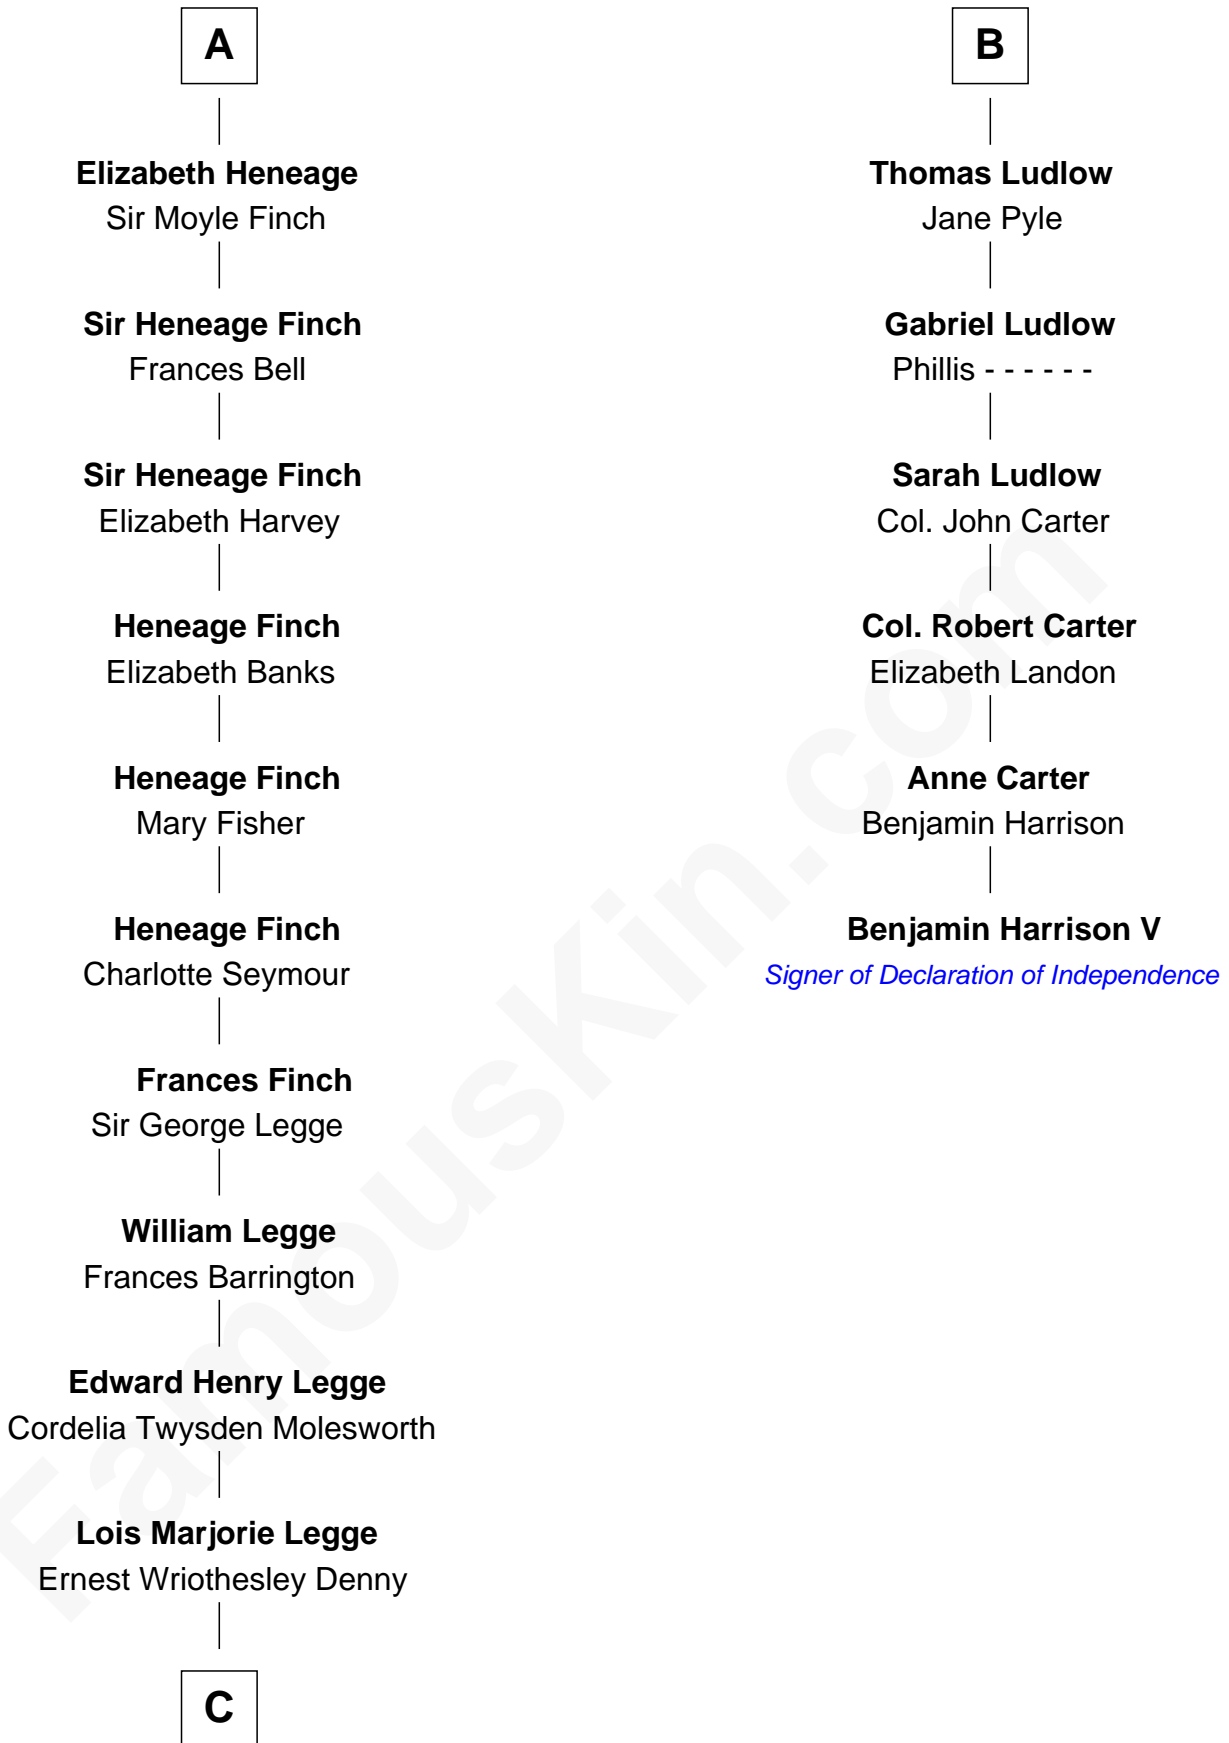 A
Elizabeth Heneage
Sir Moyle Finch
Sir Heneage Finch
Frances Bell
Sir Heneage Finch
Elizabeth Harvey
Heneage Finch
Elizabeth Banks
Heneage Finch
Mary Fisher
Heneage Finch
Charlotte Seymour
Frances Finch
Sir George Legge
William Legge
Frances Barrington
Edward Henry Legge
Cordelia Twysden Molesworth
Lois Marjorie Legge
Ernest Wriothesley Denny
C
B
Thomas Ludlow
Jane Pyle
Gabriel Ludlow
Phillis - - - - - -
Sarah Ludlow
Col. John Carter
Col. Robert Carter
Elizabeth Landon
Anne Carter
Benjamin Harrison
Benjamin Harrison V
Signer of Declaration of Independence
FamousKin.com